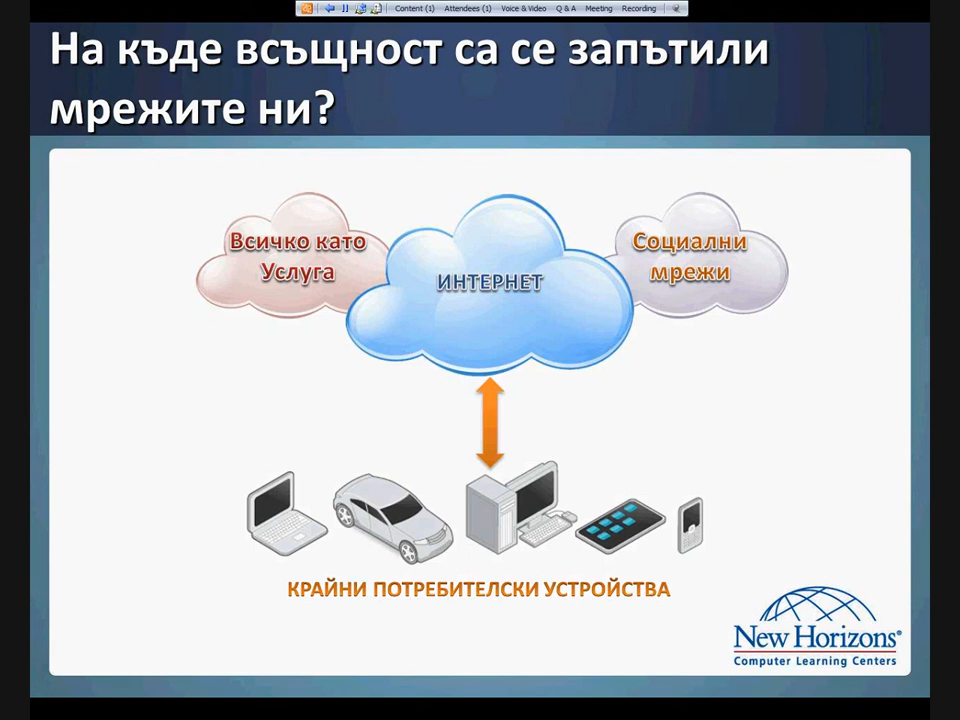 Content (1) Attendees (1) Voice & Video Q & A Meeting Recording
На къде всъщност са се запътили
мрежите ни?
Всичко като
Услуга
ИНТЕРНЕТ
Социални
мрежи
КРАЙНИ ПОТРЕБИТЕЛСКИ УСТРОЙСТВА
New Horizons®
Computer Learning Centers